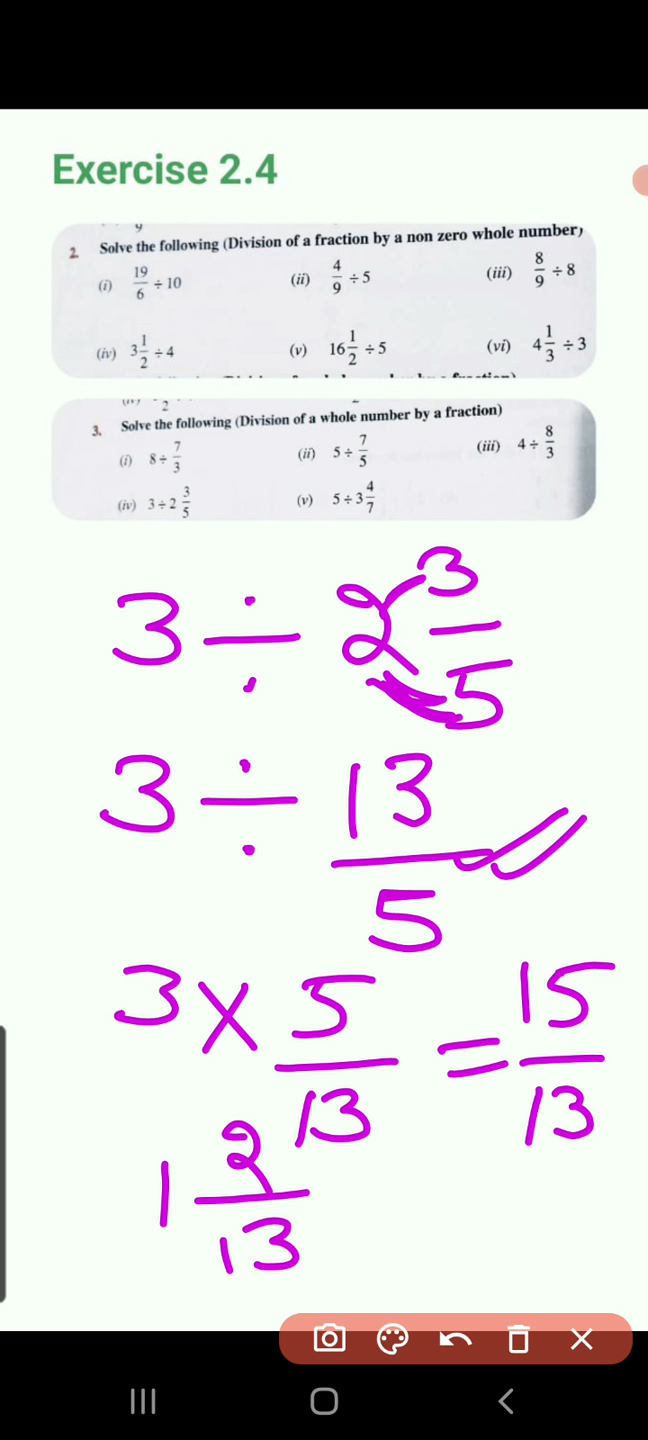 Exercise 2.4
2. Solve the following (Division of a fraction by a non zero whole number)
(i) 19/6 ÷ 10 (ii) 4/9 ÷ 5 (iii) 8/9 ÷ 8
(iv) 3 1/2 ÷ 4 (v) 16 1/2 ÷ 5 (vi) 4 1/3 ÷ 3
3. Solve the following (Division of a whole number by a fraction)
(i) 8 ÷ 7/3 (ii) 5 ÷ 7/5 (iii) 4 ÷ 8/3
(iv) 3 ÷ 2 3/5 (v) 5 ÷ 3 4/7
3 ÷ 2 3/5
3 ÷ 13/5
3 × 5/13 = 15/13
1 2/13